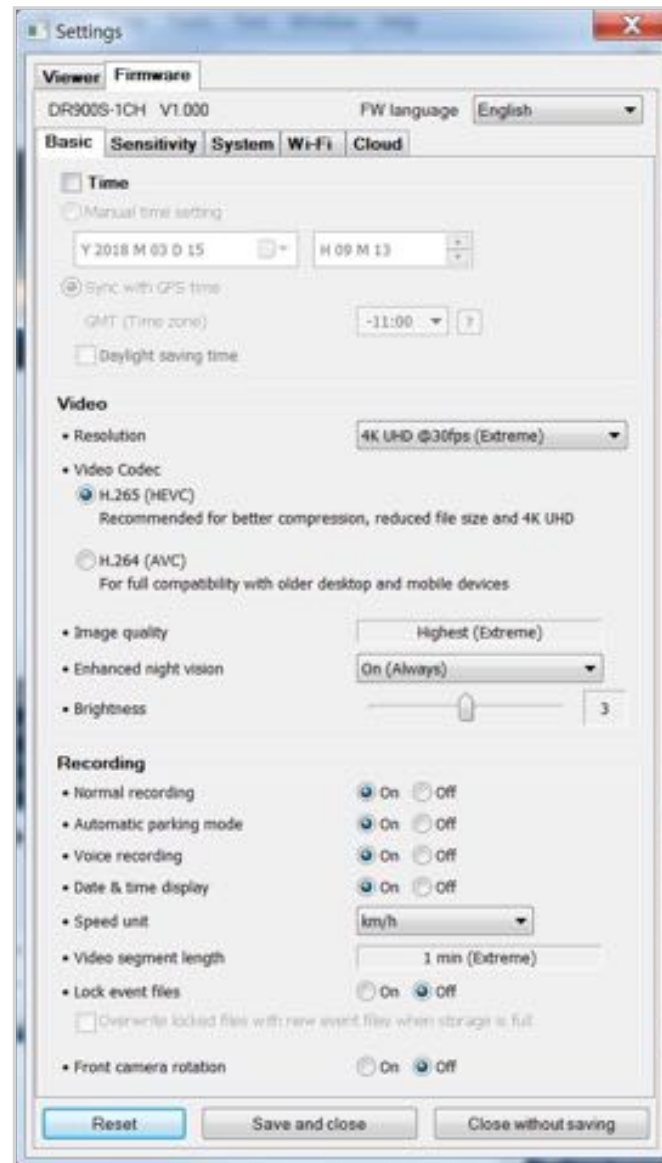 Settings
Viewer Firmware
DR900S-1CH V1.000 FW language English
Basic Sensitivity System Wi-Fi Cloud
Time
Manual time setting
Y 2018 M 03 D 15 H 09 M 13
Sync with GPS time
GMT (Time zone) -11:00 ?
Daylight saving time
Video
• Resolution 4K UHD @30fps (Extreme)
• Video Codec
H.265 (HEVC)
Recommended for better compression, reduced file size and 4K UHD
H.264 (AVC)
For full compatibility with older desktop and mobile devices
• Image quality Highest (Extreme)
• Enhanced night vision On (Always)
• Brightness 3
Recording
• Normal recording On Off
• Automatic parking mode On Off
• Voice recording On Off
• Date & time display On Off
• Speed unit km/h
• Video segment length 1 min (Extreme)
• Lock event files On Off
Overwrite locked files with new event files when storage is full
• Front camera rotation On Off
Reset Save and close Close without saving